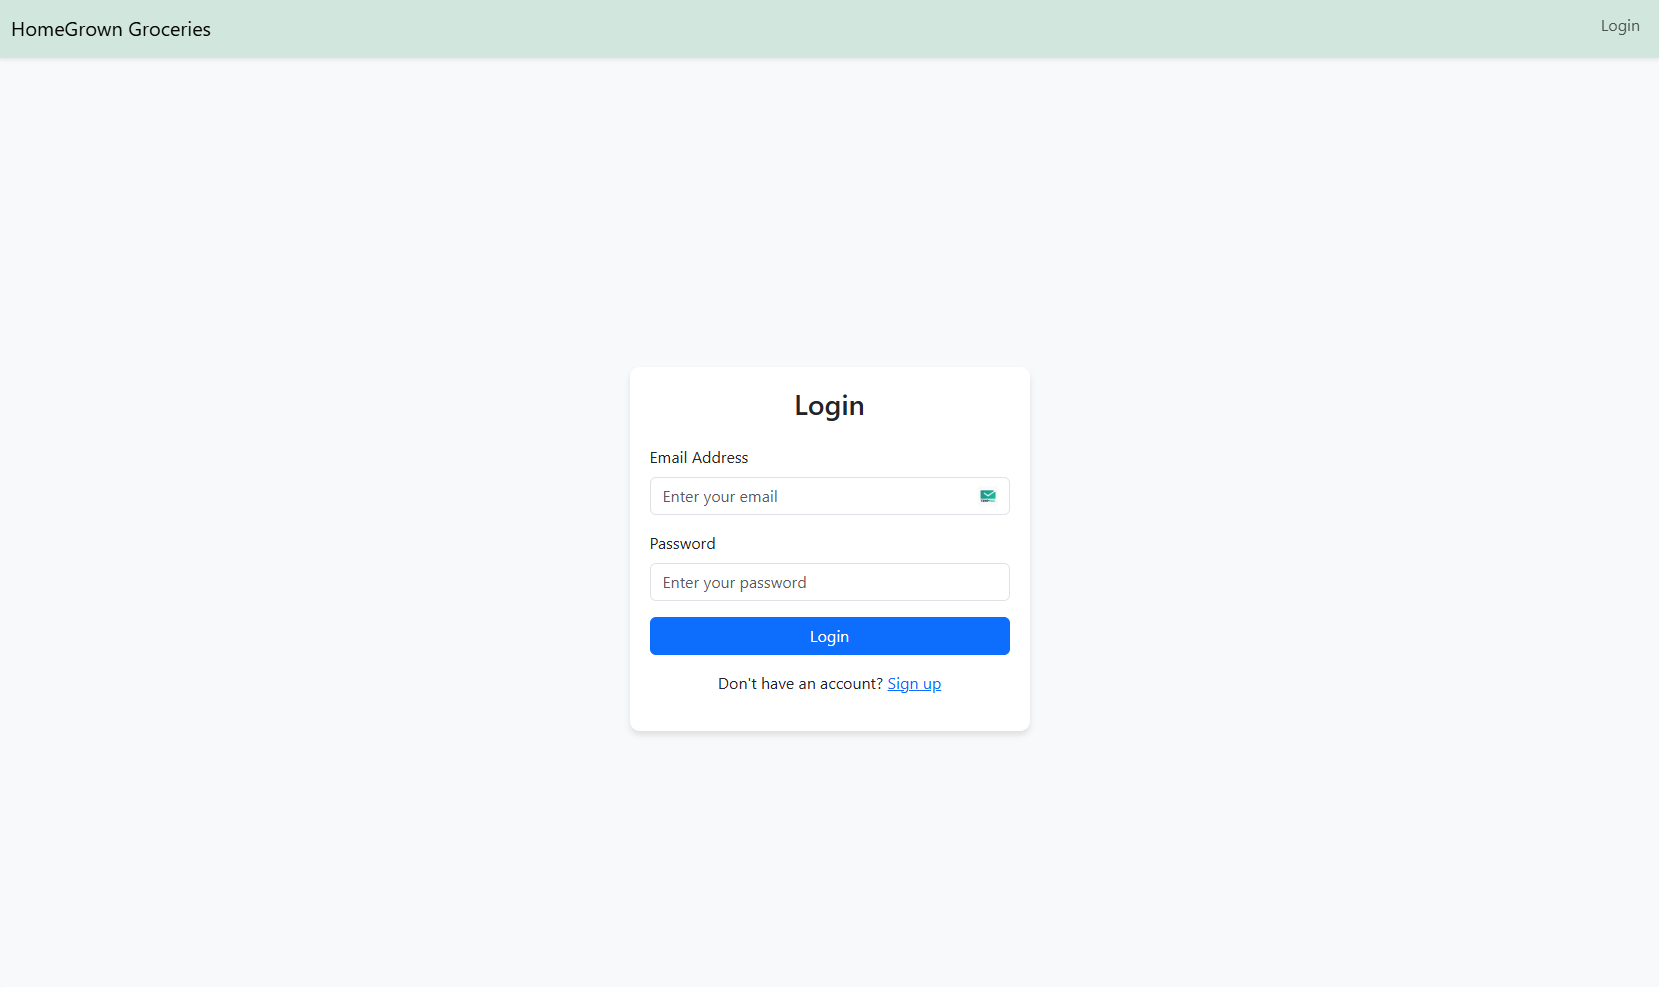 HomeGrown Groceries
Login
Login
Email Address
Enter your email
Password
Enter your password
Login
Don't have an account? Sign up